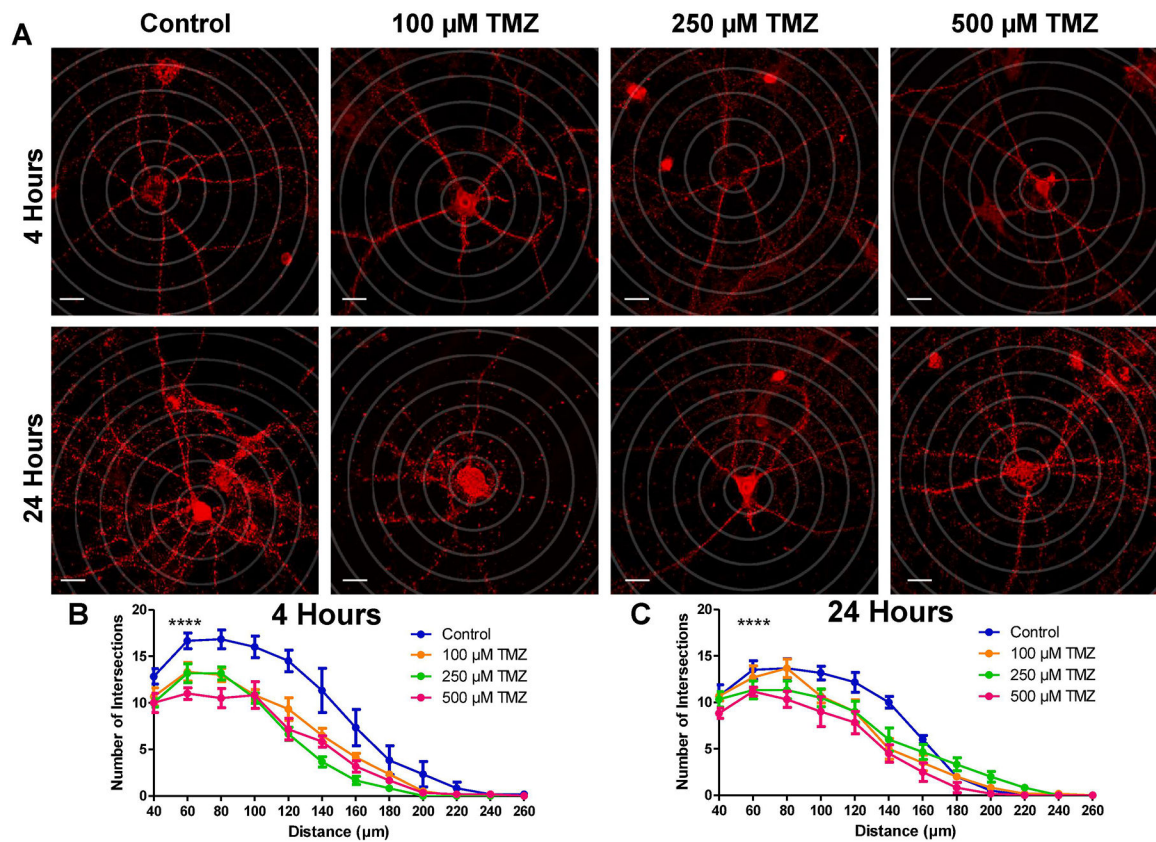 A
Control
100 µM TMZ
250 µM TMZ
500 µM TMZ
4 Hours
24 Hours
B
4 Hours
****
Number of Intersections
20
15
10
5
0
40 60 80 100 120 140 160 180 200 220 240 260
Distance (µm)
Control
100 µM TMZ
250 µM TMZ
500 µM TMZ
C
24 Hours
****
Number of Intersections
20
15
10
5
0
40 60 80 100 120 140 160 180 200 220 240 260
Distance (µm)
Control
100 µM TMZ
250 µM TMZ
500 µM TMZ